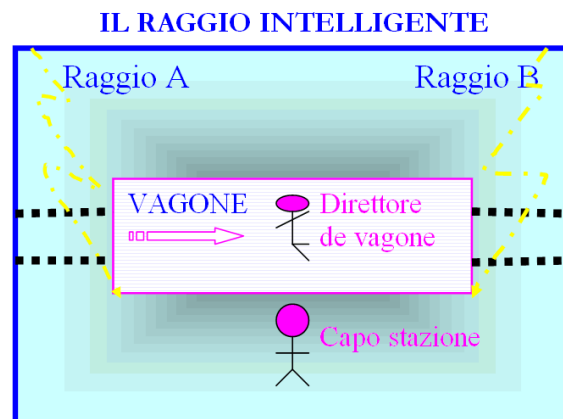 IL RAGGIO INTELLIGENTE
Raggio A
Raggio B
VAGONE
Direttore
de vagone
Capo stazione